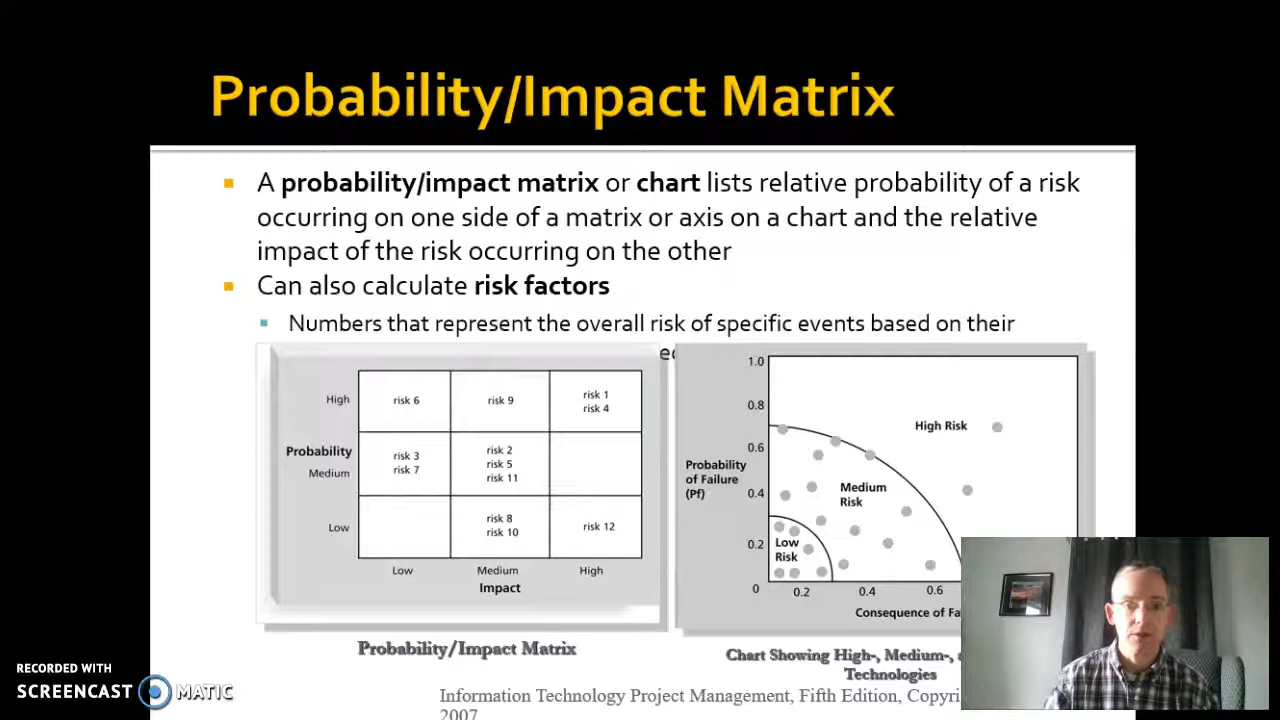 Probability/Impact Matrix
A probability/impact matrix or chart lists relative probability of a risk
occurring on one side of a matrix or axis on a chart and the relative
impact of the risk occurring on the other
Can also calculate risk factors
Numbers that represent the overall risk of specific events based on their
High
risk 6
risk 9
risk 1
risk 4
Probability
Medium
risk 3
risk 7
risk 2
risk 5
risk 11
Low
risk 8
risk 10
risk 12
Low
Medium
High
Impact
Probability/Impact Matrix
1.0
0.8
0.6
0.4
0.2
0
Probability
of Failure
(Pf)
High Risk
Medium
Risk
Low
Risk
0.2
0.4
0.6
Consequence of Fa
Chart Showing High-, Medium-,
Technologies
Information Technology Project Management, Fifth Edition, Copyri
2007
RECORDED WITH
SCREENCAST MATIC